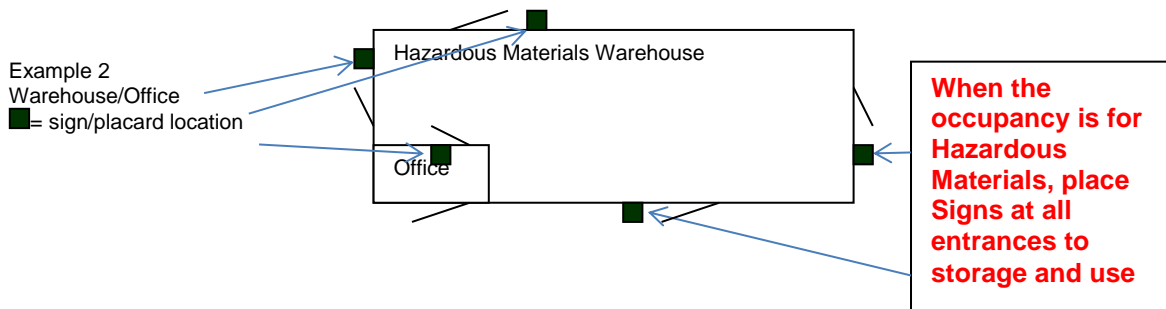 Example 2
Warehouse/Office
= sign/placard location
Hazardous Materials Warehouse
Office
When the
occupancy is for
Hazardous
Materials, place
Signs at all
entrances to
storage and use